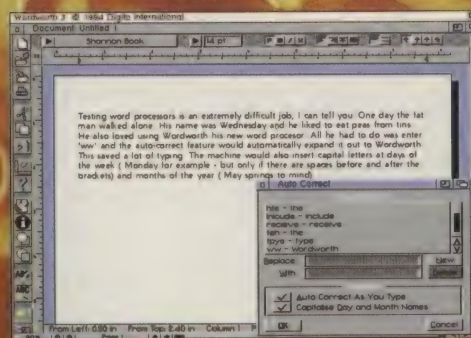 Wordworth 3 © 1994 Digita International
Document: Untitled 1
Shannon Book 14 pt
Testing word processors is an extremely difficult job, I can tell you. One day the fat
man walked alone. His name was Wednesday and he liked to eat peas from tins.
He also loved using Wordworth his new word procesor. All he had to do was enter
'ww' and the auto-correct feature would automatically expand it out to Wordworth
This saved a lot of typing. The machine would also insert capital letters at days of
the week ( Monday for example - but only if there are spaces before and after the
brackets) and months of the year ( May springs to mind)
Auto Correct
hte - the
inlcude - include
recieve - receive
teh - the
tpye - type
ww - Wordworth
Replace New
With Delete
Auto Correct As You Type
Capitalise Day and Month Names
OK Cancel
From Left: 0.00 in From Top: 2.40 in Column 1